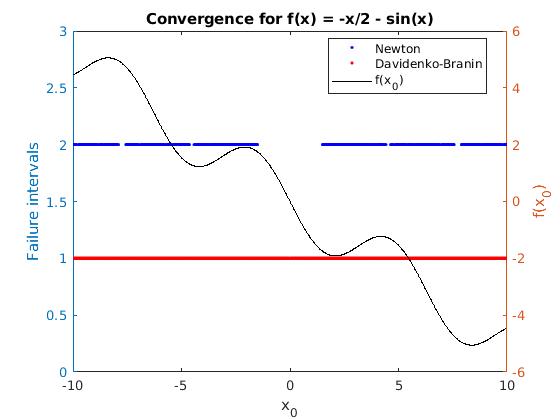 Convergence for f(x) = -x/2 - sin(x)
Newton
Davidenko-Branin
f(x₀)
3
2.5
2
1.5
1
0.5
0
Failure intervals
6
4
2
0
-2
-4
-6
f(x₀)
-10
-5
0
5
10
x₀